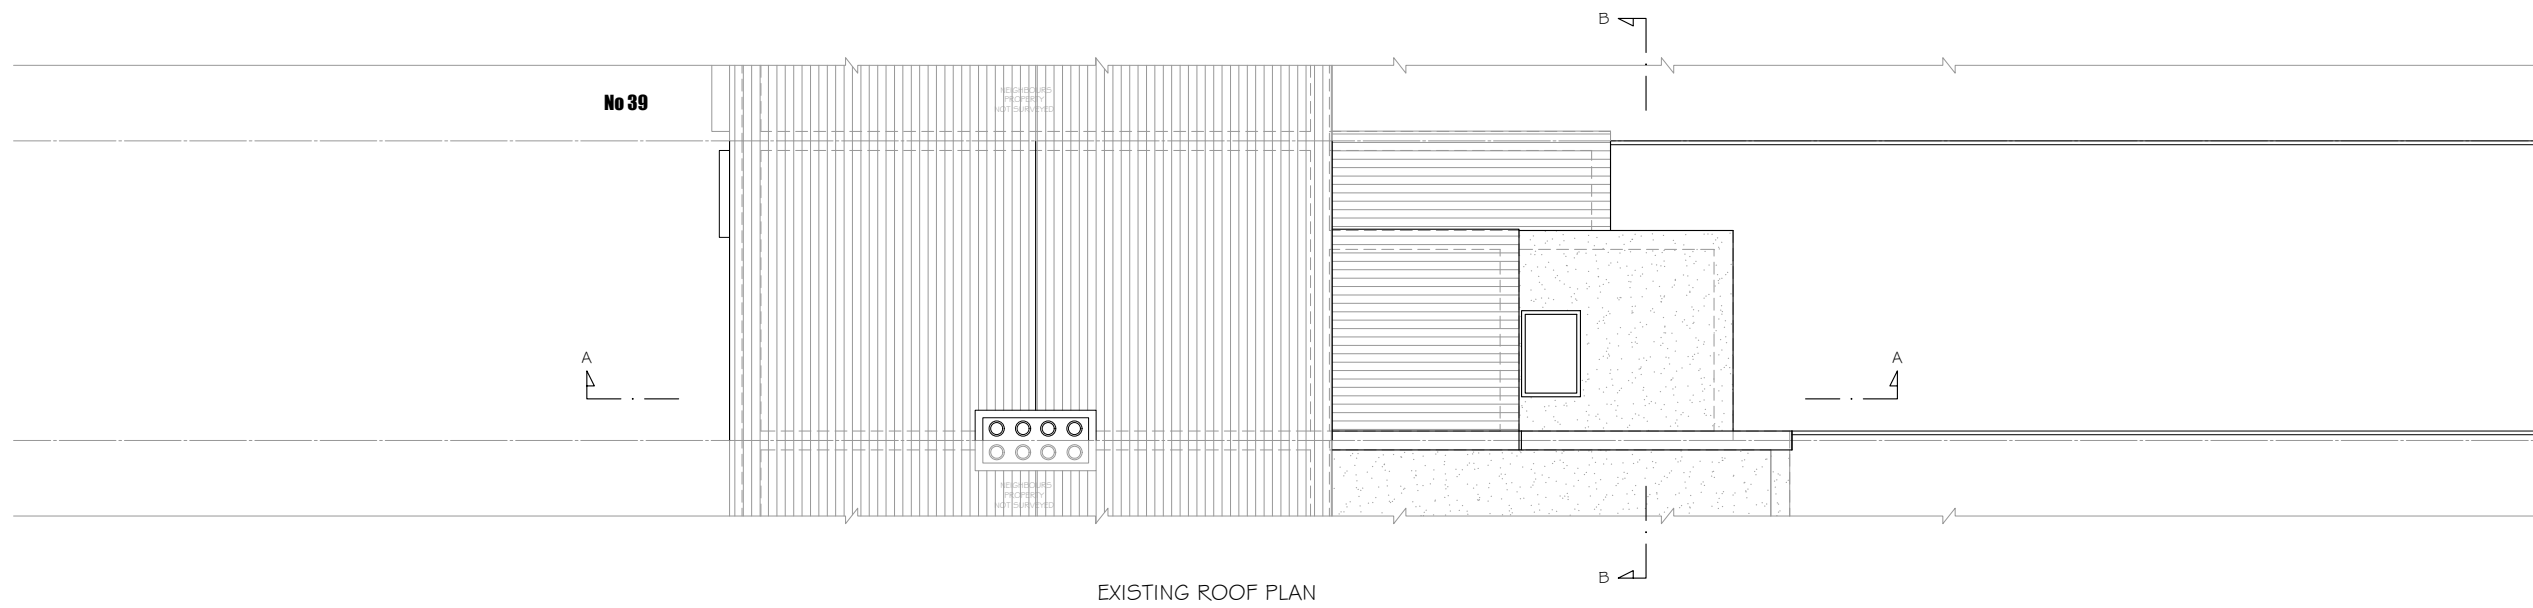 B
No 39
NEIGHBOURS
PROPERTY
NOT SURVEYED
A
A
NEIGHBOURS
PROPERTY
NOT SURVEYED
B
EXISTING ROOF PLAN